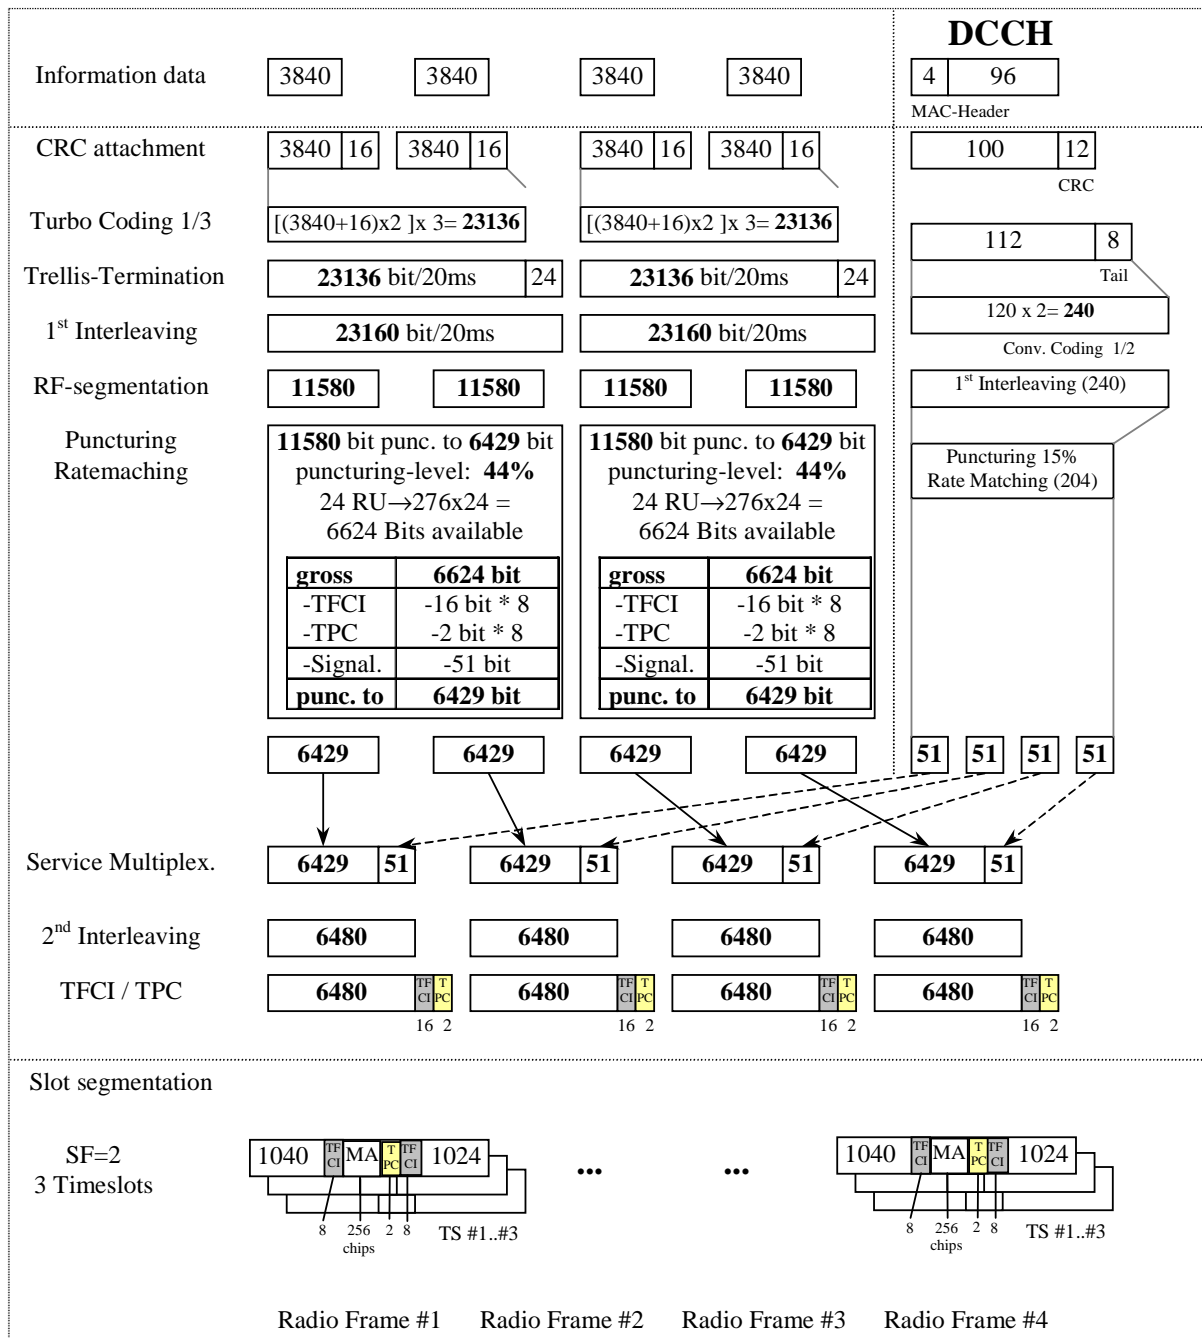 DCCH
Information data 3840 3840 3840 3840 4 96
MAC-Header
CRC attachment 3840 16 3840 16 3840 16 3840 16 100 12
CRC
Turbo Coding 1/3 [(3840+16)x2 ]x 3= 23136 [(3840+16)x2 ]x 3= 23136
112 8
Tail
Trellis-Termination 23136 bit/20ms 24 23136 bit/20ms 24
120 x 2= 240
1st Interleaving 23160 bit/20ms 23160 bit/20ms
Conv. Coding 1/2
RF-segmentation 11580 11580 11580 11580 1st Interleaving (240)
Puncturing
Ratemaching
11580 bit punc. to 6429 bit
puncturing-level: 44%
24 RU→276x24 =
6624 Bits available
gross 6624 bit
-TFCI -16 bit * 8
-TPC -2 bit * 8
-Signal. -51 bit
punc. to 6429 bit
11580 bit punc. to 6429 bit
puncturing-level: 44%
24 RU→276x24 =
6624 Bits available
gross 6624 bit
-TFCI -16 bit * 8
-TPC -2 bit * 8
-Signal. -51 bit
punc. to 6429 bit
Puncturing 15%
Rate Matching (204)
6429 6429 6429 6429 51 51 51 51
Service Multiplex. 6429 51 6429 51 6429 51 6429 51
2nd Interleaving 6480 6480 6480 6480
TFCI / TPC 6480 TF CI T PC 6480 TF CI T PC 6480 TF CI T PC 6480 TF CI T PC
16 2 16 2 16 2 16 2
Slot segmentation
SF=2
3 Timeslots
1040 TF CI MA T PC TF CI 1024
8 256 2 8 TS #1..#3
chips
... ...
1040 TF CI MA T PC TF CI 1024
8 256 2 8 TS #1..#3
chips
Radio Frame #1 Radio Frame #2 Radio Frame #3 Radio Frame #4